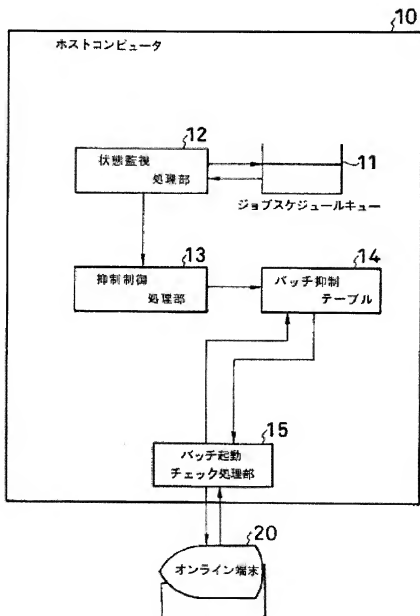 10
ホストコンピュータ
12
状態監視
処理部
11
ジョブスケジュールキュー
13
抑制制御
処理部
14
バッチ抑制
テーブル
15
バッチ起動
チェック処理部
20
オンライン端末